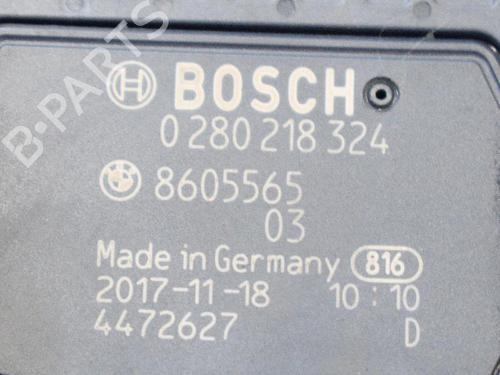 B-PARTS
BOSCH
0 280 218 324
8605565
03
Made in Germany 816
2017-11-18 10:10
4472627 D